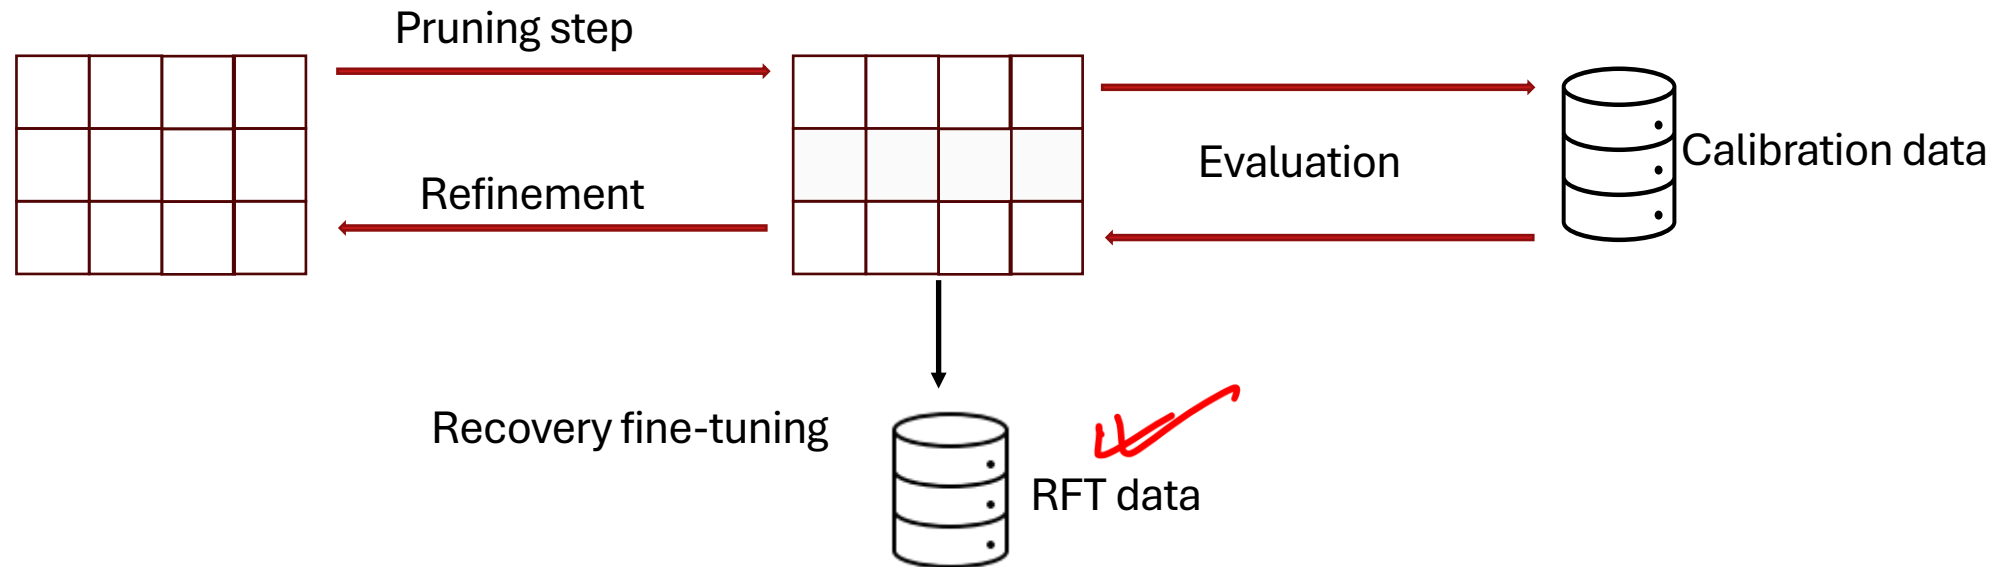 Pruning step
Refinement
Evaluation
Calibration data
Recovery fine-tuning
RFT data